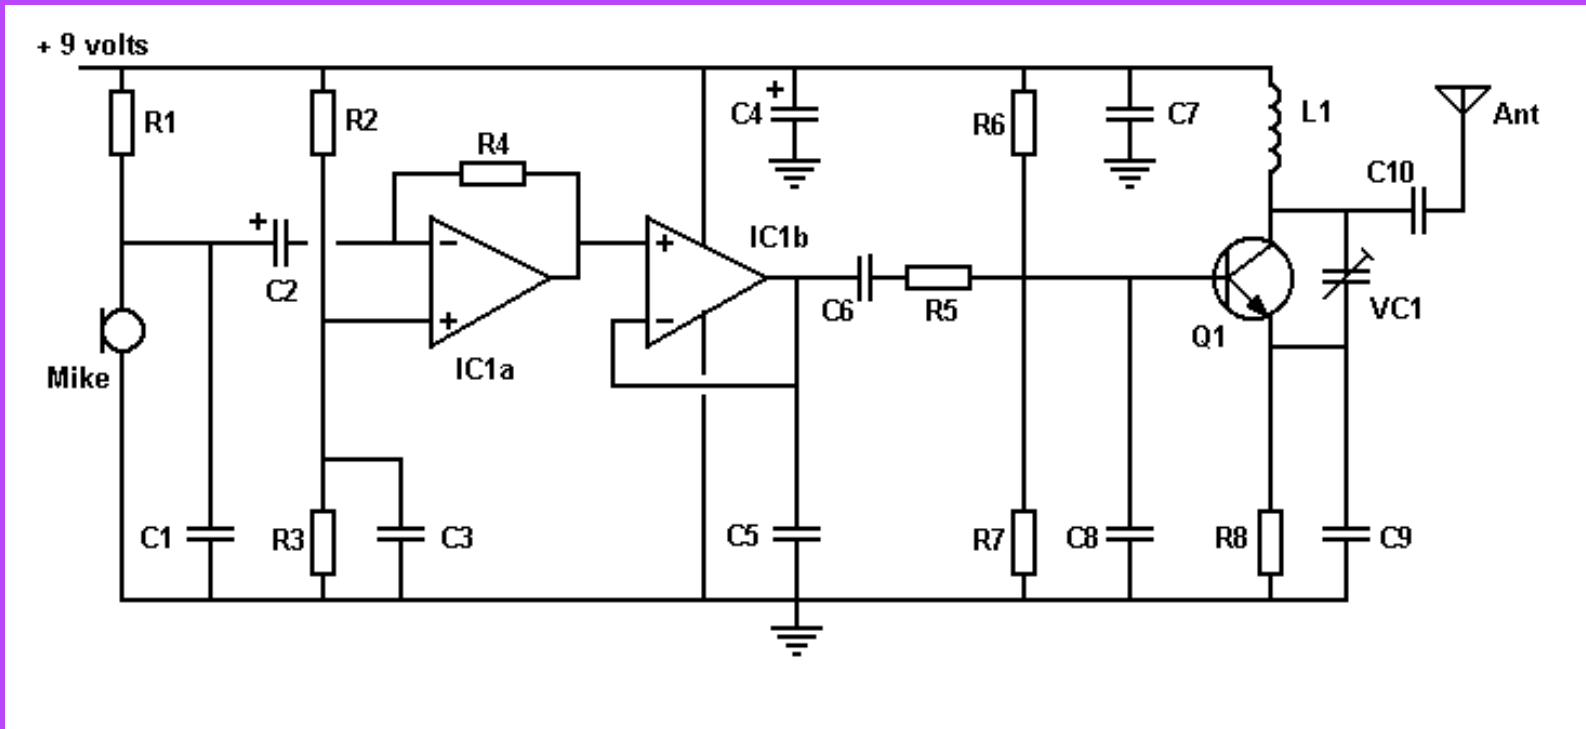 + 9 volts
R1
R2
R4
+
C4
R6
C7
L1
Ant
C10
+
C2
-
+
IC1a
+
-
IC1b
C6
R5
Q1
VC1
Mike
C1
R3
C3
C5
R7
C8
R8
C9